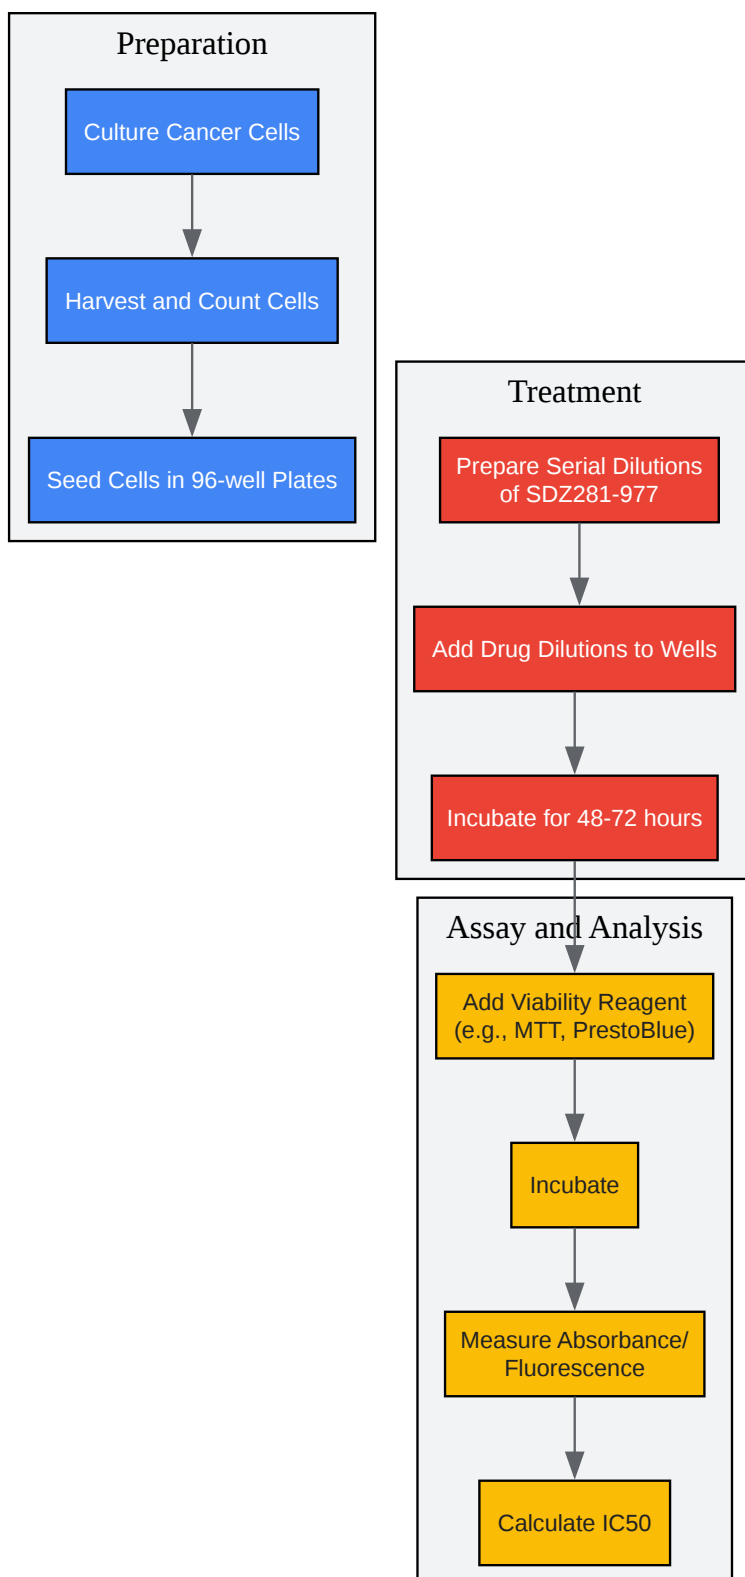 Preparation
Culture Cancer Cells
Harvest and Count Cells
Seed Cells in 96-well Plates
Treatment
Prepare Serial Dilutions
of SDZ281-977
Add Drug Dilutions to Wells
Incubate for 48-72 hours
Assay and Analysis
Add Viability Reagent
(e.g., MTT, PrestoBlue)
Incubate
Measure Absorbance/
Fluorescence
Calculate IC50